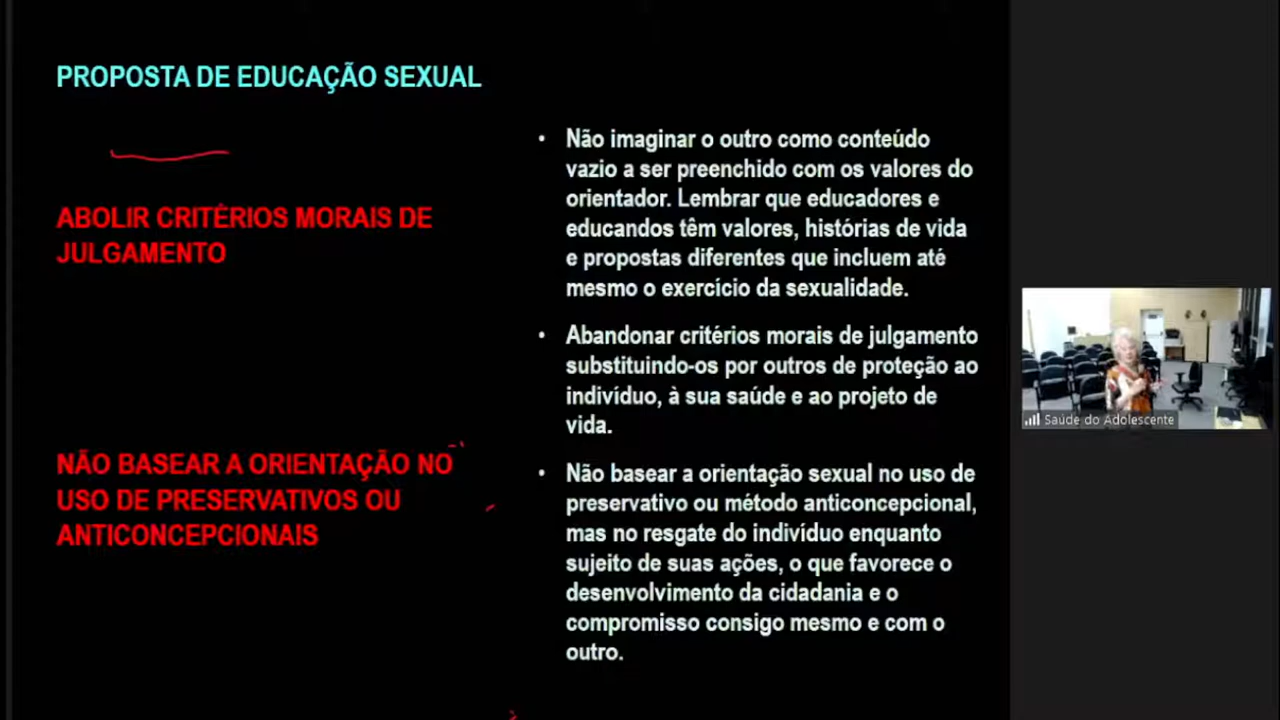 PROPOSTA DE EDUCAÇÃO SEXUAL
ABOLIR CRITÉRIOS MORAIS DE
JULGAMENTO
NÃO BASEAR A ORIENTAÇÃO NO
USO DE PRESERVATIVOS OU
ANTICONCEPCIONAIS
• Não imaginar o outro como conteúdo
vazio a ser preenchido com os valores do
orientador. Lembrar que educadores e
educandos têm valores, histórias de vida
e propostas diferentes que incluem até
mesmo o exercício da sexualidade.
• Abandonar critérios morais de julgamento
substituindo-os por outros de proteção ao
indivíduo, à sua saúde e ao projeto de
vida.
• Não basear a orientação sexual no uso de
preservativo ou método anticoncepcional,
mas no resgate do indivíduo enquanto
sujeito de suas ações, o que favorece o
desenvolvimento da cidadania e o
compromisso consigo mesmo e com o
outro.
Saúde do Adolescente